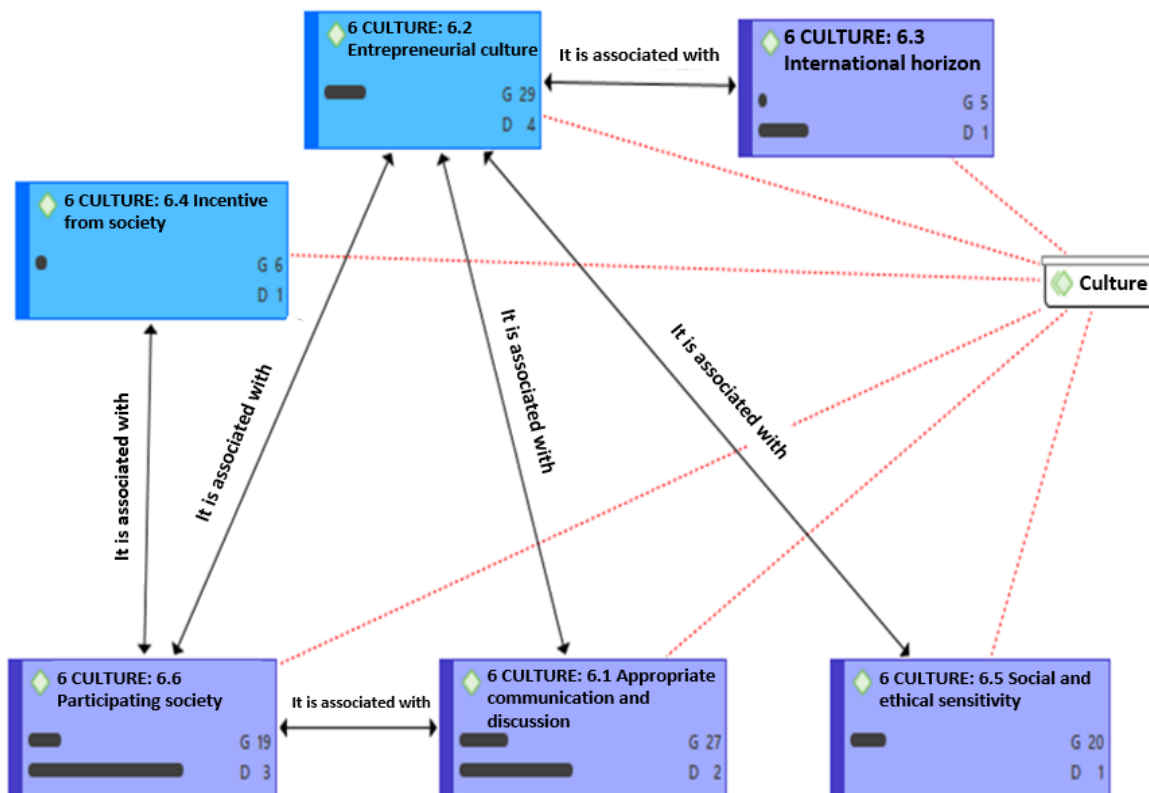 6 CULTURE: 6.2
Entrepreneurial culture
G 29
D 4
It is associated with
6 CULTURE: 6.3
International horizon
G 5
D 1
6 CULTURE: 6.4 Incentive
from society
G 6
D 1
Culture
It is associated with
It is associated with
It is associated with
It is associated with
6 CULTURE: 6.6
Participating society
G 19
D 3
It is associated with
6 CULTURE: 6.1 Appropriate
communication and
discussion
G 27
D 2
6 CULTURE: 6.5 Social and
ethical sensitivity
G 20
D 1